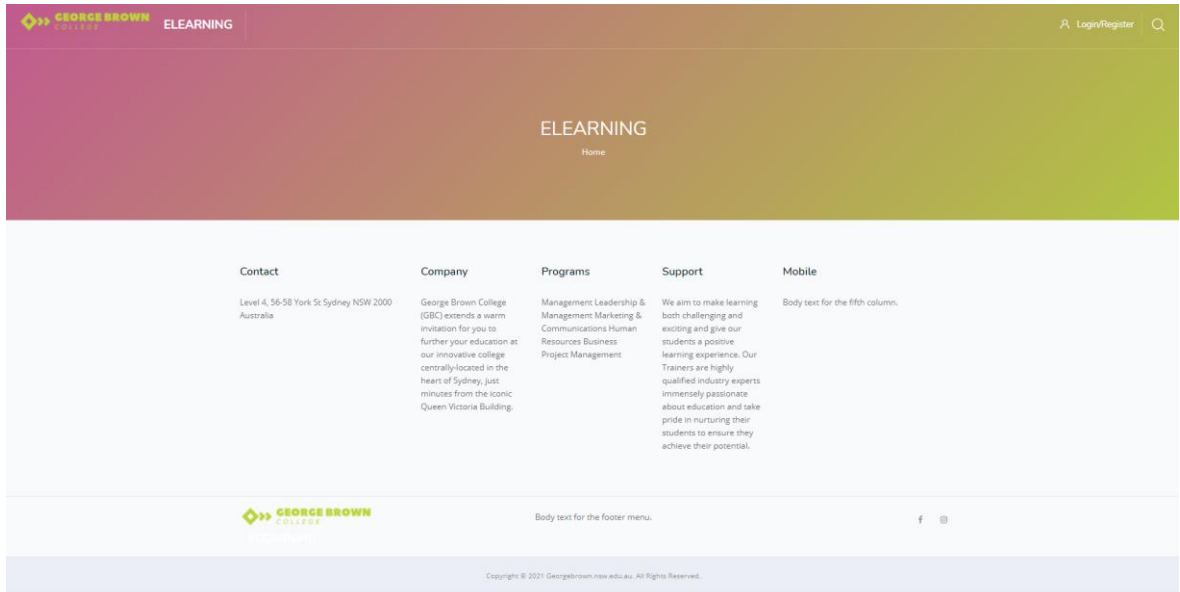 GEORGE BROWN
COLLEGE
ELEARNING
Login/Register
ELEARNING
Home
Contact
Level 4, 56-58 York St Sydney NSW 2000
Australia
Company
George Brown College
(GBC) extends a warm
invitation for you to
further your education at
our innovative college
centrally-located in the
heart of Sydney, just
minutes from the iconic
Queen Victoria Building.
Programs
Management Leadership &
Management Marketing &
Communications Human
Resources Business
Project Management
Support
We aim to make learning
both challenging and
exciting and give our
students a positive
learning experience. Our
Trainers are highly
qualified industry experts
immensely passionate
about education and take
pride in nurturing their
students to ensure they
achieve their potential.
Mobile
Body text for the fifth column.
GEORGE BROWN
COLLEGE
Body text for the footer menu.
Copyright © 2021 Georgebrown.nsw.edu.au. All Rights Reserved.